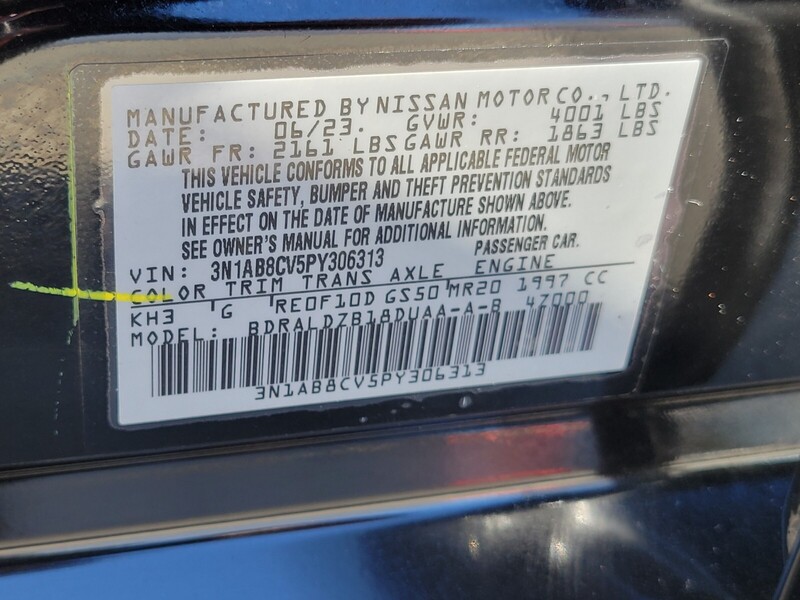 MANUFACTURED BY NISSAN MOTOR CO., LTD.
DATE: 06/23. GVWR: 4001 LBS
GAWR FR: 2161 LBS GAWR RR: 1863 LBS
THIS VEHICLE CONFORMS TO ALL APPLICABLE FEDERAL MOTOR
VEHICLE SAFETY, BUMPER AND THEFT PREVENTION STANDARDS
IN EFFECT ON THE DATE OF MANUFACTURE SHOWN ABOVE.
SEE OWNER'S MANUAL FOR ADDITIONAL INFORMATION.
PASSENGER CAR.
VIN: 3N1AB8CV5PY306313
COLOR TRIM TRANS AXLE ENGINE
KH3 G RE0F10D GS50 MR20 1997 CC
MODEL: BDRALDZB18DUAA-A-B 4Z000
3N1AB8CV5PY306313